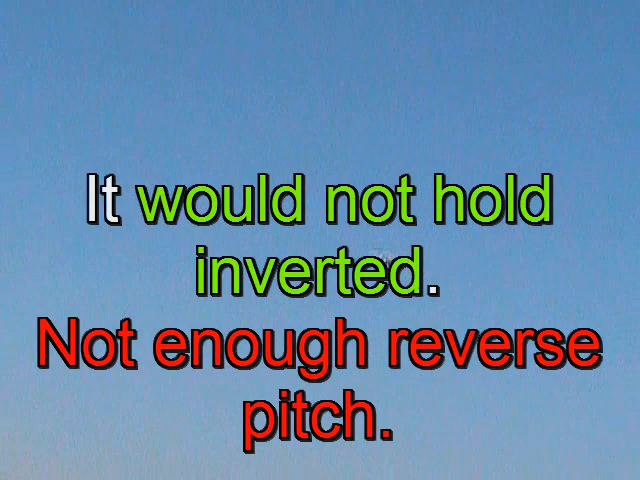 It would not hold
inverted.
Not enough reverse
pitch.